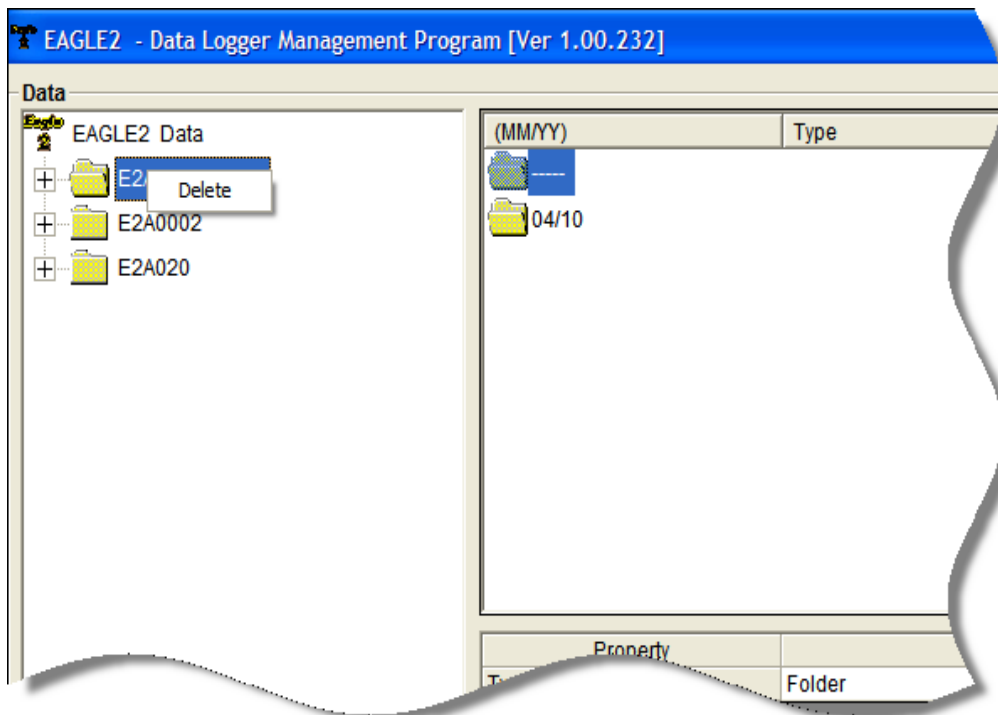 EAGLE2 - Data Logger Management Program [Ver 1.00.232]
Data
Eagle
EAGLE2 Data
Delete
E2A0002
E2A020
(MM/YY) Type
-----
04/10
Property
Folder